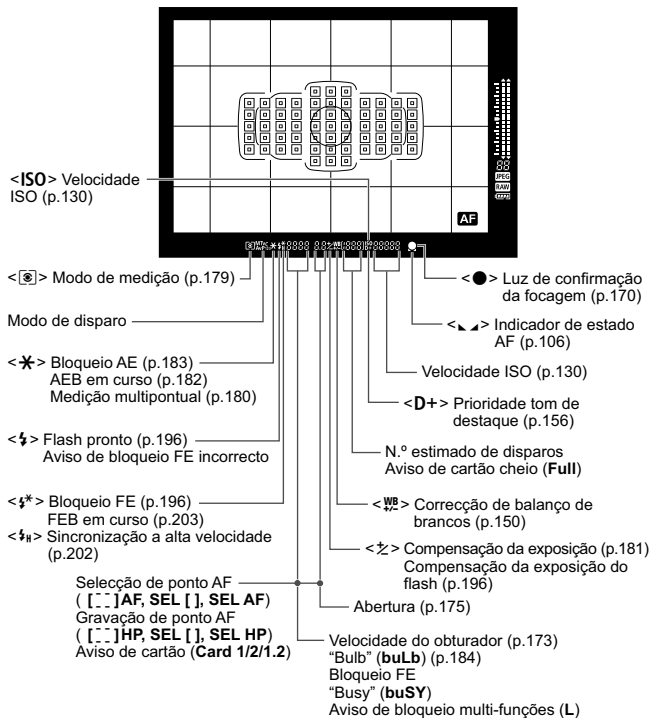 JPEG
RAW
AF
<ISO> Velocidade
ISO (p.130)
<> Modo de medição (p.179)
Modo de disparo
<✱> Bloqueio AE (p.183)
AEB em curso (p.182)
Medição multipontual (p.180)
<⚡> Flash pronto (p.196)
Aviso de bloqueio FE incorrecto
<⚡*> Bloqueio FE (p.196)
FEB em curso (p.203)
<⚡H> Sincronização a alta velocidade
(p.202)
Selecção de ponto AF
( [ ] AF, SEL [ ], SEL AF)
Gravação de ponto AF
( [ ] HP, SEL [ ], SEL HP)
Aviso de cartão (Card 1/2/1.2)
<●> Luz de confirmação
da focagem (p.170)
<◣ ◢> Indicador de estado
AF (p.106)
Velocidade ISO (p.130)
<D+> Prioridade tom de
destaque (p.156)
N.º estimado de disparos
Aviso de cartão cheio (Full)
<WB +/-> Correcção de balanço de
brancos (p.150)
<+/-> Compensação da exposição (p.181)
Compensação da exposição do
flash (p.196)
Abertura (p.175)
Velocidade do obturador (p.173)
“Bulb” (buLb) (p.184)
Bloqueio FE
“Busy” (buSY)
Aviso de bloqueio multi-funções (L)